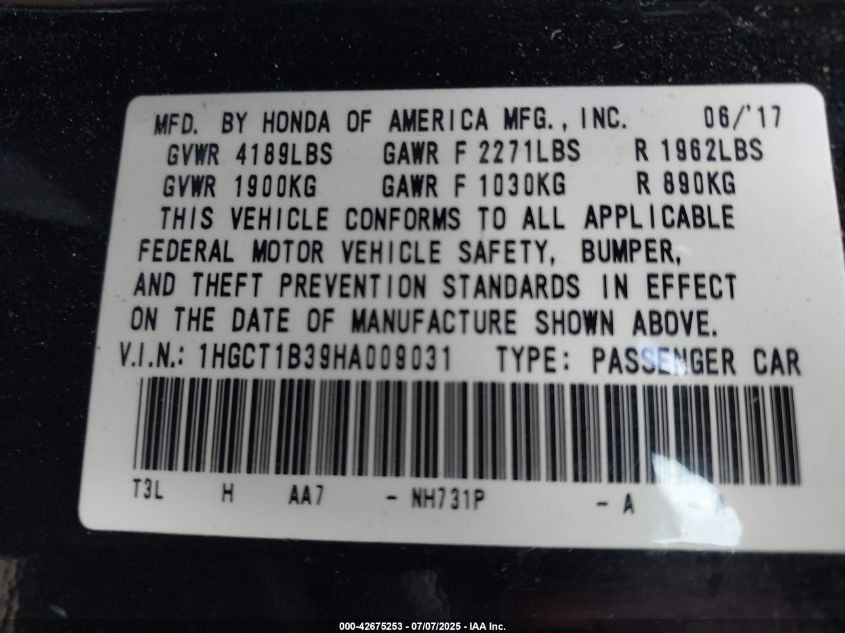 MFD. BY HONDA OF AMERICA MFG., INC. 06/'17
GVWR 4189LBS GAWR F 2271LBS R 1962LBS
GVWR 1900KG GAWR F 1030KG R 890KG
THIS VEHICLE CONFORMS TO ALL APPLICABLE
FEDERAL MOTOR VEHICLE SAFETY, BUMPER,
AND THEFT PREVENTION STANDARDS IN EFFECT
ON THE DATE OF MANUFACTURE SHOWN ABOVE.
V.I.N.: 1HGCT1B39HA009031 TYPE: PASSENGER CAR
T3L H AA7 - NH731P - A A
000-42675253 | 07/07/2025 - IAA Inc.